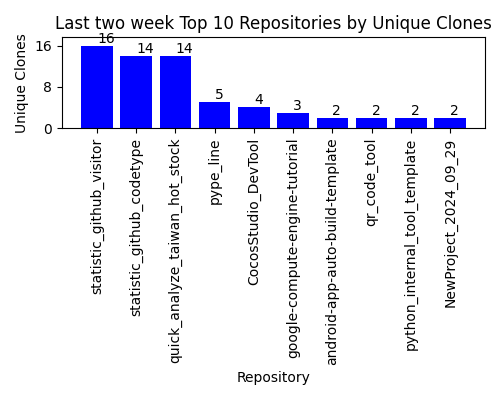 Last two week Top 10 Repositories by Unique Clones
Unique Clones
16
8
0
16
14
14
5
4
3
2
2
2
2
statistic_github_visitor
statistic_github_codetype
quick_analyze_taiwan_hot_stock
pype_line
CocosStudio_DevTool
google-compute-engine-tutorial
android-app-auto-build-template
qr_code_tool
python_internal_tool_template
NewProject_2024_09_29
Repository